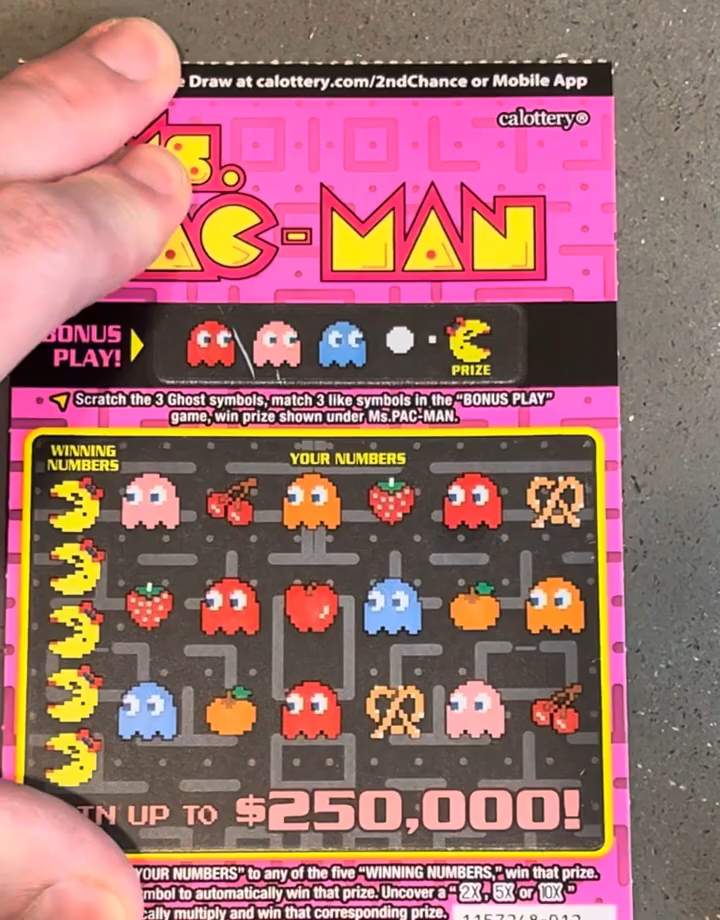 e Draw at calottery.com/2ndChance or Mobile App
calottery®
MS.
PAC-MAN
BONUS
PLAY!
PRIZE
Scratch the 3 Ghost symbols, match 3 like symbols in the "BONUS PLAY"
game, win prize shown under Ms.PAC-MAN.
WINNING
NUMBERS
YOUR NUMBERS
UP TO $250,000!
YOUR NUMBERS" to any of the five "WINNING NUMBERS," win that prize.
mbol to automatically win that prize. Uncover a "2X, 5X or 10X"
cally multiply and win that corresponding prize.